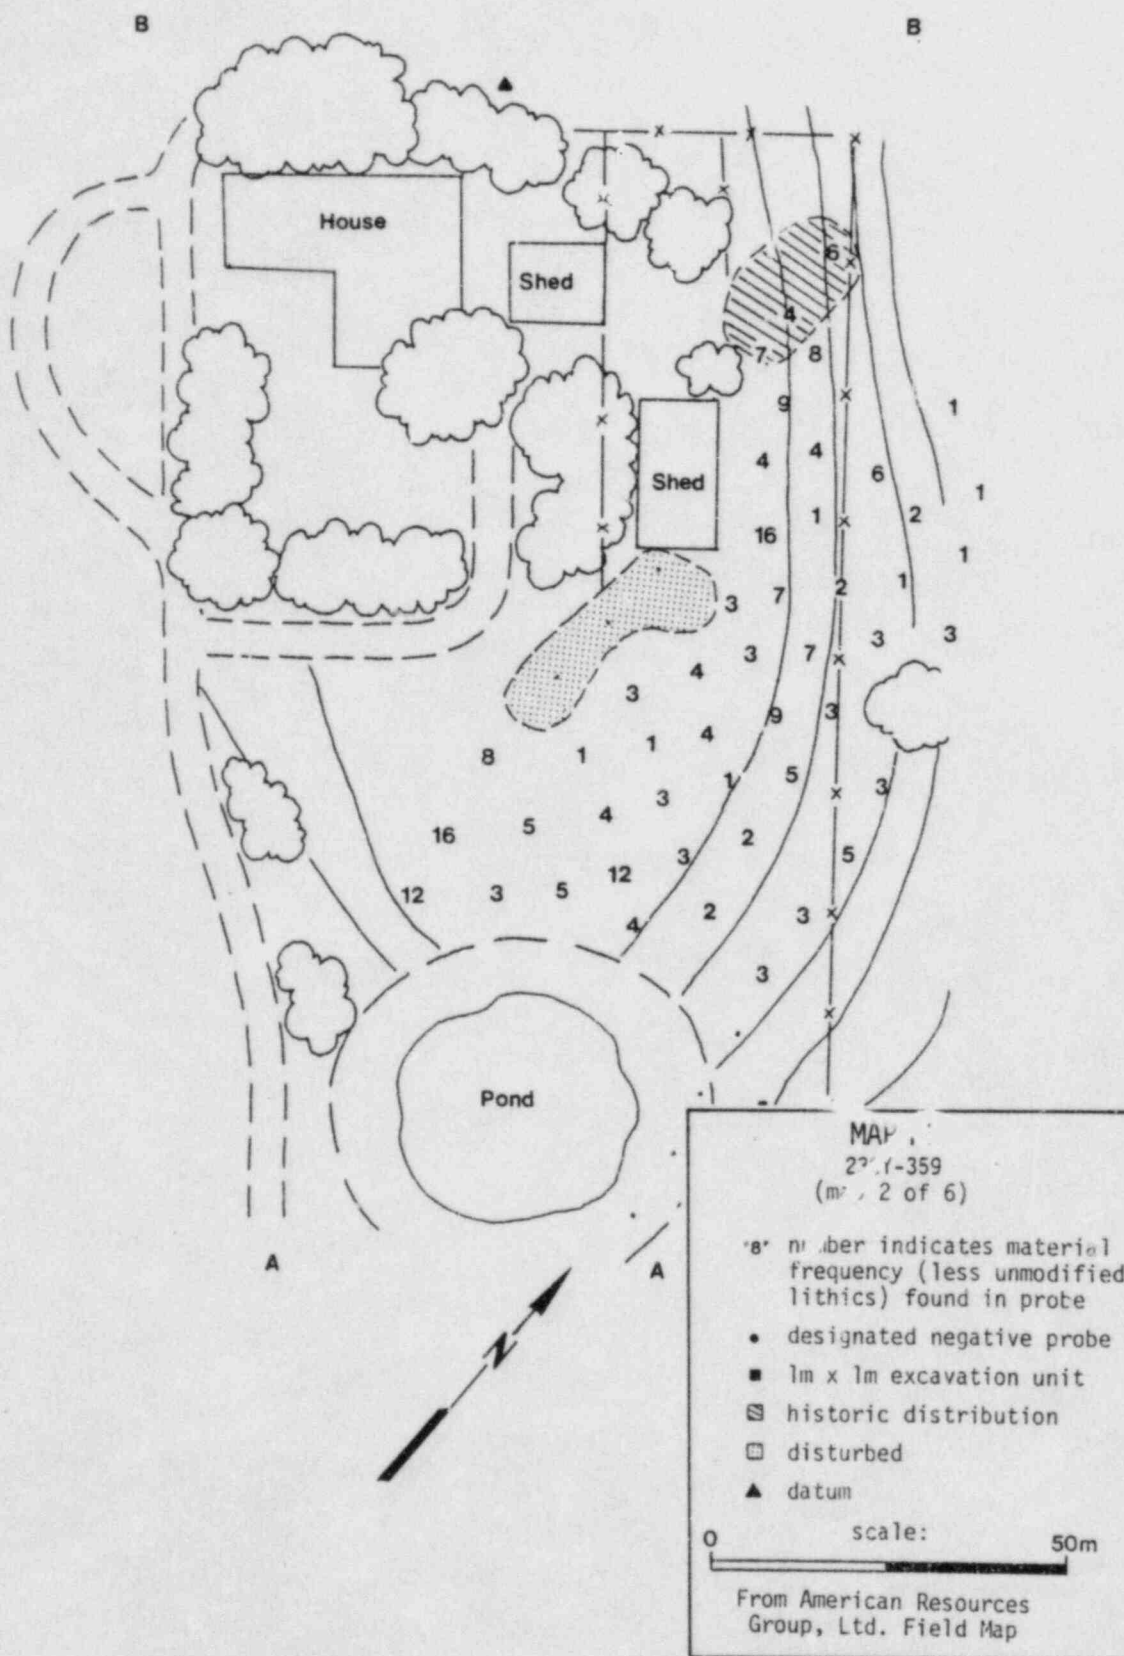 B B
House
Shed
6
4
7 8
9 1
4 4
6
Shed
1 2 1
16
1
2 1
3 7
3 3
3 7
4
3
9 3
4
8 1 1
5
1 3
3
4
16 5 2
3 5
12
12 3 5
2 3
4
3
Pond
A A
N
MAP
-359
2 of 6)
"8" number indicates material
frequency (less unmodified
lithics) found in probe
designated negative probe
1m x 1m excavation unit
historic distribution
disturbed
datum
scale:
0 50m
From American Resources
Group, Ltd. Field Map